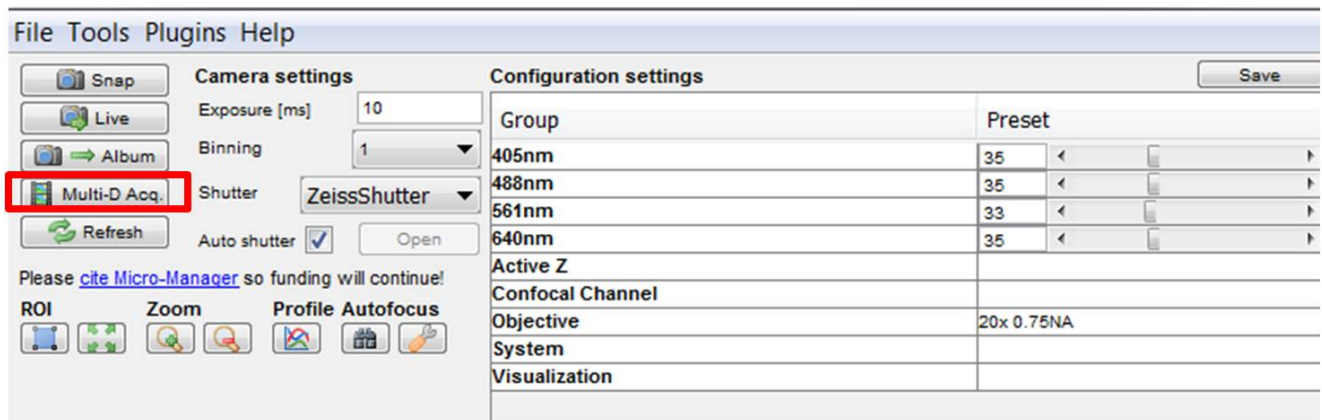 File Tools Plugins Help
Snap
Live
Album
Multi-D Acq.
Refresh
Camera settings
Exposure [ms] 10
Binning 1
Shutter ZeissShutter
Auto shutter Open
Please cite Micro-Manager so funding will continue!
ROI Zoom Profile Autofocus
Configuration settings Save
Group Preset
405nm 35
488nm 35
561nm 33
640nm 35
Active Z
Confocal Channel
Objective 20x 0.75NA
System
Visualization